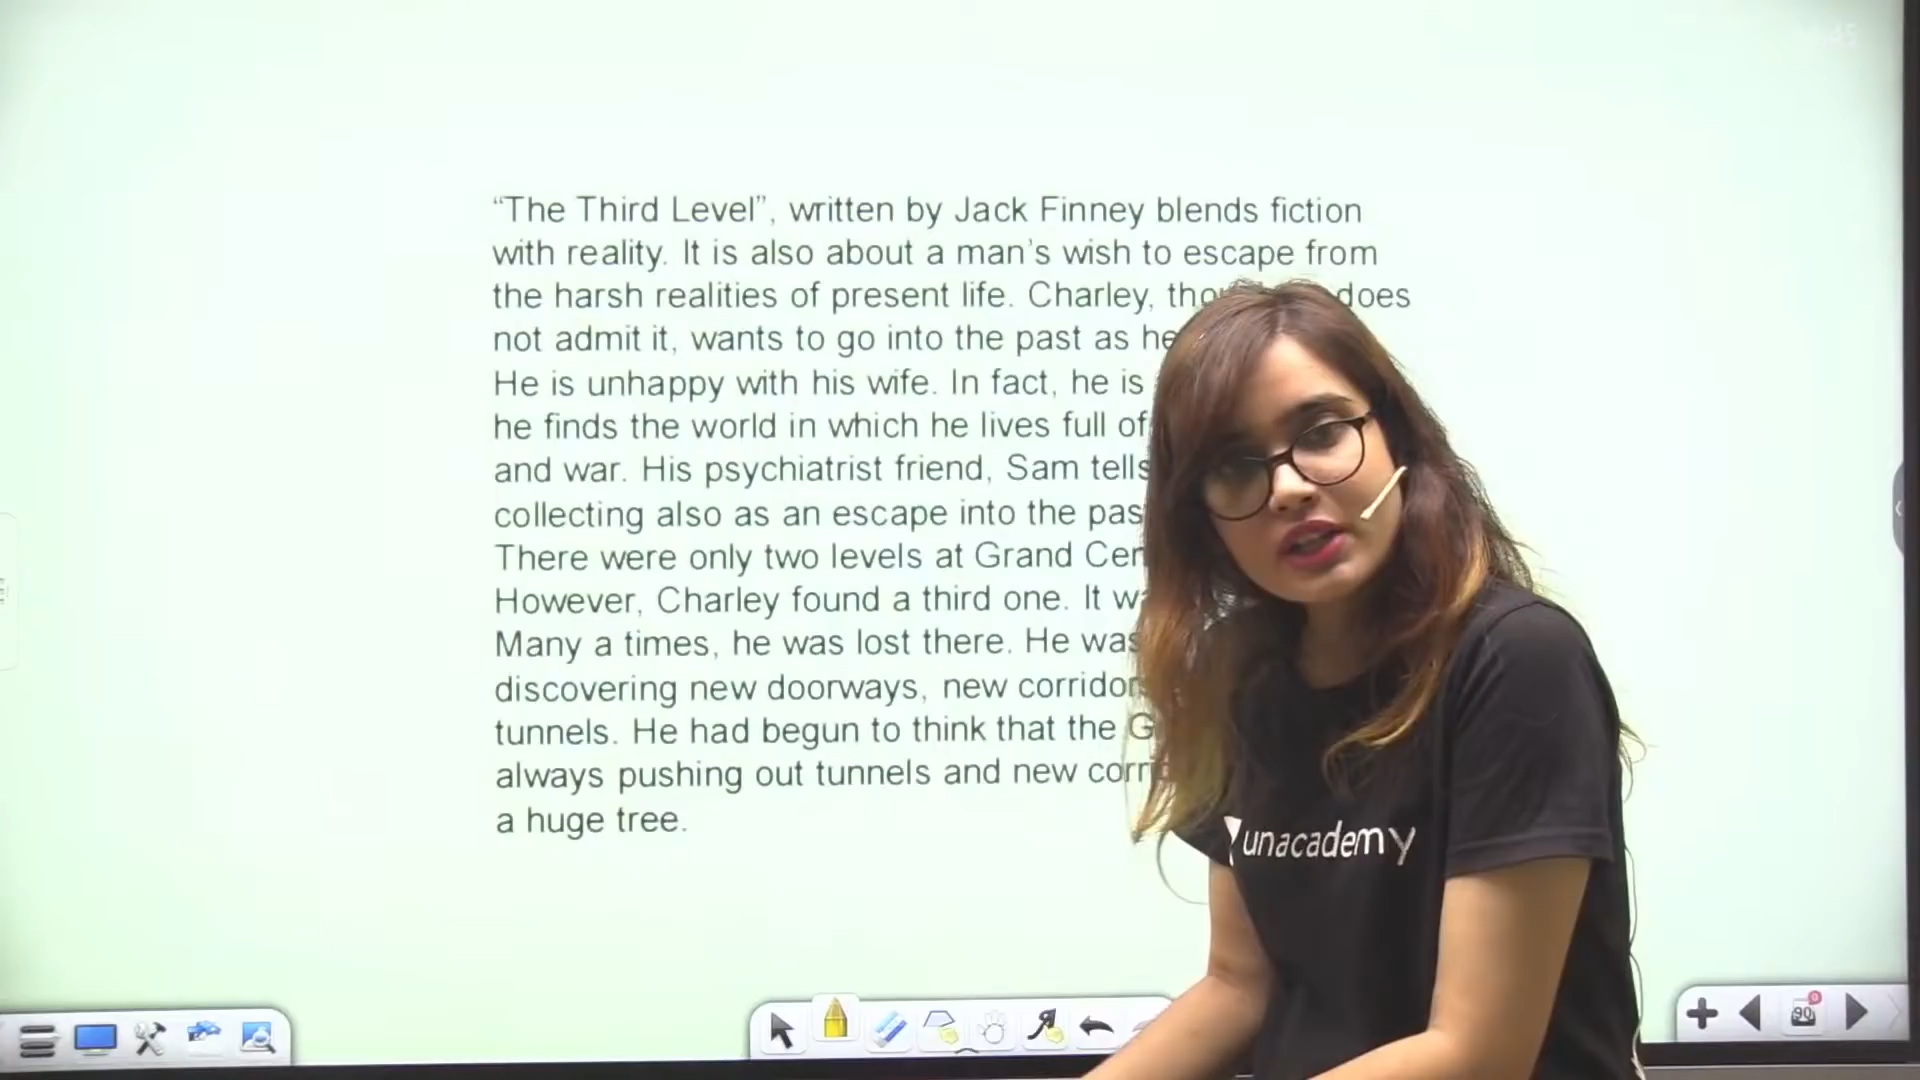 “The Third Level”, written by Jack Finney blends fiction
with reality. It is also about a man’s wish to escape from
the harsh realities of present life. Charley, does
not admit it, wants to go into the past as he
He is unhappy with his wife. In fact, he is
he finds the world in which he lives full of
and war. His psychiatrist friend, Sam tells
collecting also as an escape into the
There were only two levels at Grand
However, Charley found a third one. It
Many a times, he was lost there. He was
discovering new doorways, new
tunnels. He had begun to think that the
always pushing out tunnels and new
a huge tree.
unacademy
90